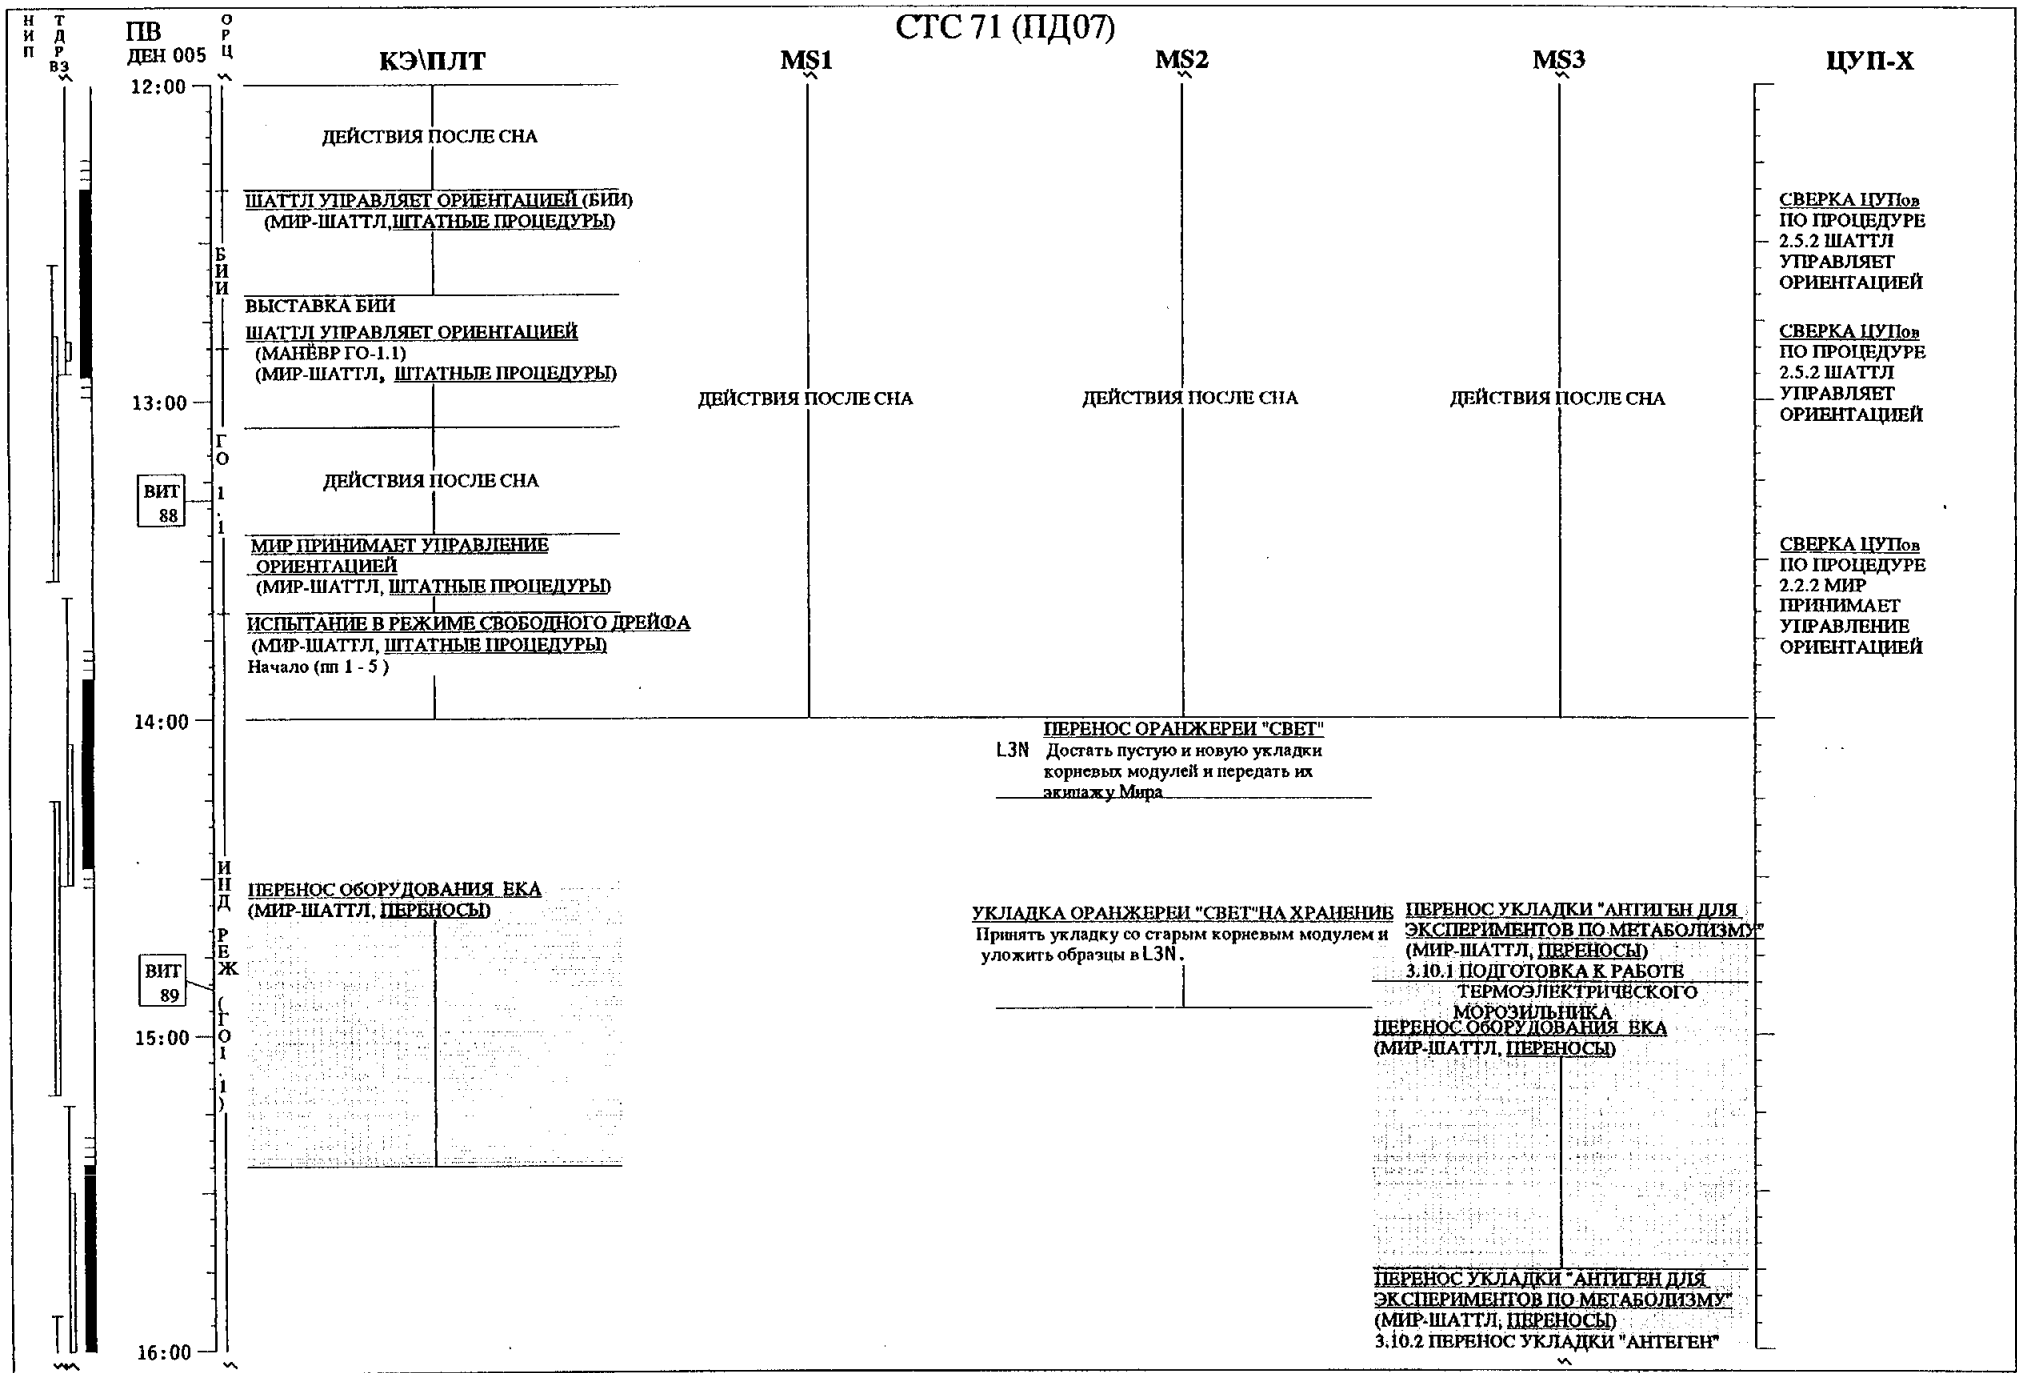 СТС 71 (ПД07)
НИП
ТДРЗ
ВЗ
ПВ
ДЕН 005
ОРЦ
КЭ\ПЛТ
MS1
MS2
MS3
ЦУП-Х
12:00
ДЕЙСТВИЯ ПОСЛЕ СНА
ШАТТЛ УПРАВЛЯЕТ ОРИЕНТАЦИЕЙ (БИИ)
(МИР-ШАТТЛ,ШТАТНЫЕ ПРОЦЕДУРЫ)
БИИ
ВЫСТАВКА БИИ
ШАТТЛ УПРАВЛЯЕТ ОРИЕНТАЦИЕЙ
(МАНЁВР ГО-1.1)
(МИР-ШАТТЛ, ШТАТНЫЕ ПРОЦЕДУРЫ)
13:00
ДЕЙСТВИЯ ПОСЛЕ СНА
ДЕЙСТВИЯ ПОСЛЕ СНА
ДЕЙСТВИЯ ПОСЛЕ СНА
СВЕРКА ЦУПов
ПО ПРОЦЕДУРЕ
2.5.2 ШАТТЛ
УПРАВЛЯЕТ
ОРИЕНТАЦИЕЙ
СВЕРКА ЦУПов
ПО ПРОЦЕДУРЕ
2.5.2 ШАТТЛ
УПРАВЛЯЕТ
ОРИЕНТАЦИЕЙ
ГО 1.1
ДЕЙСТВИЯ ПОСЛЕ СНА
ВИТ
88
МИР ПРИНИМАЕТ УПРАВЛЕНИЕ
ОРИЕНТАЦИЕЙ
(МИР-ШАТТЛ, ШТАТНЫЕ ПРОЦЕДУРЫ)
ИСПЫТАНИЕ В РЕЖИМЕ СВОБОДНОГО ДРЕЙФА
(МИР-ШАТТЛ, ШТАТНЫЕ ПРОЦЕДУРЫ)
Начало (пп 1 - 5 )
СВЕРКА ЦУПов
ПО ПРОЦЕДУРЕ
2.2.2 МИР
ПРИНИМАЕТ
УПРАВЛЕНИЕ
ОРИЕНТАЦИЕЙ
14:00
ПЕРЕНОС ОРАНЖЕРЕИ "СВЕТ"
L3N Достать пустую и новую укладки
корневых модулей и передать их
экипажу Мира
ИНД РЕЖ (ГО1.1)
ПЕРЕНОС ОБОРУДОВАНИЯ ЕКА
(МИР-ШАТТЛ, ПЕРЕНОСЫ)
УКЛАДКА ОРАНЖЕРЕИ "СВЕТ"НА ХРАНЕНИЕ
Принять укладку со старым корневым модулем и
уложить образцы в L3N.
ПЕРЕНОС УКЛАДКИ "АНТИГЕН ДЛЯ
ЭКСПЕРИМЕНТОВ ПО МЕТАБОЛИЗМУ"
(МИР-ШАТТЛ, ПЕРЕНОСЫ)
3.10.1 ПОДГОТОВКА К РАБОТЕ
ТЕРМОЭЛЕКТРИЧЕСКОГО
МОРОЗИЛЬНИКА
ВИТ
89
15:00
ПЕРЕНОС ОБОРУДОВАНИЯ ЕКА
(МИР-ШАТТЛ, ПЕРЕНОСЫ)
ПЕРЕНОС УКЛАДКИ "АНТИГЕН ДЛЯ
ЭКСПЕРИМЕНТОВ ПО МЕТАБОЛИЗМУ"
(МИР-ШАТТЛ, ПЕРЕНОСЫ)
3.10.2 ПЕРЕНОС УКЛАДКИ "АНТЕГЕН"
16:00